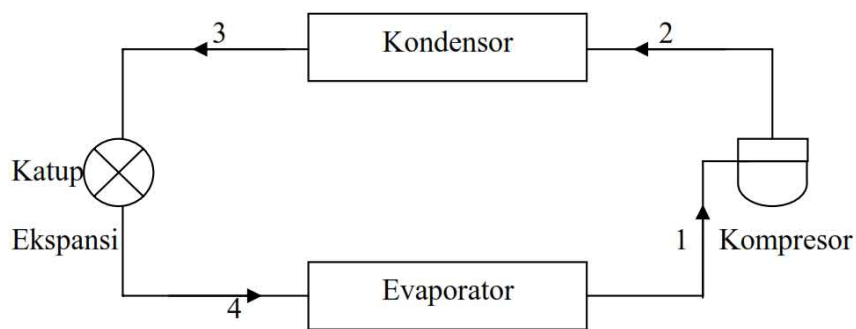 3
Kondensor
2
Katup
Ekspansi
1
Kompresor
4
Evaporator